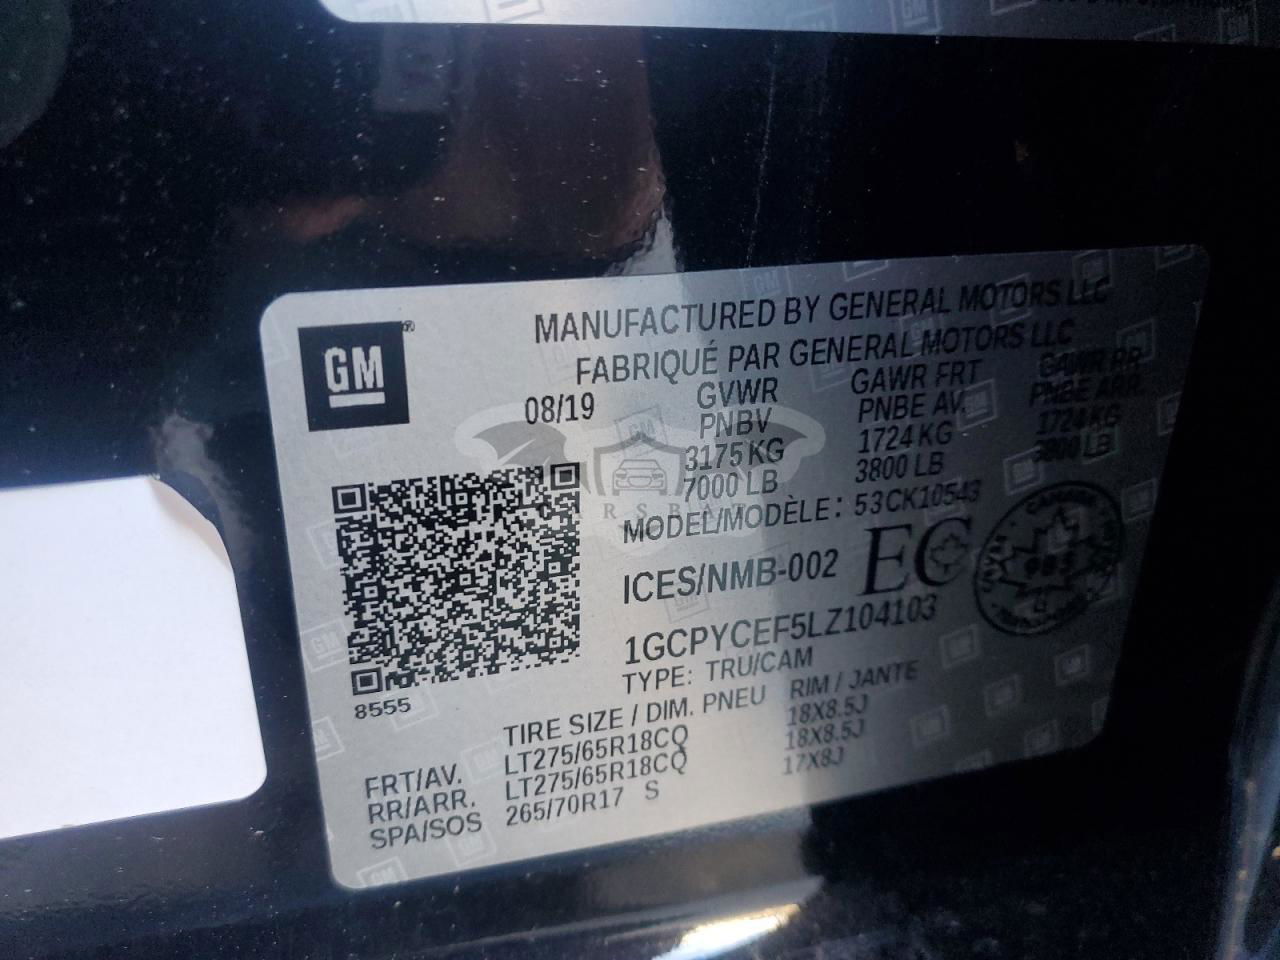 GM
MANUFACTURED BY GENERAL MOTORS LLC
FABRIQUÉ PAR GENERAL MOTORS LLC
08/19 GVWR GAWR FRT GAWR RR
PNBV PNBE AV. PNBE ARR.
3175 KG 1724 KG 1724 KG
7000 LB 3800 LB 3800 LB
MODEL/MODÈLE: 53CK10543
ICES/NMB-002 EC
1GCPYCEF5LZ104103
TYPE: TRU/CAM
8555
TIRE SIZE / DIM. PNEU RIM / JANTE
FRT/AV. LT275/65R18CQ 18X8.5J
RR/ARR. LT275/65R18CQ 18X8.5J
SPA/SOS 265/70R17 S 17X8J